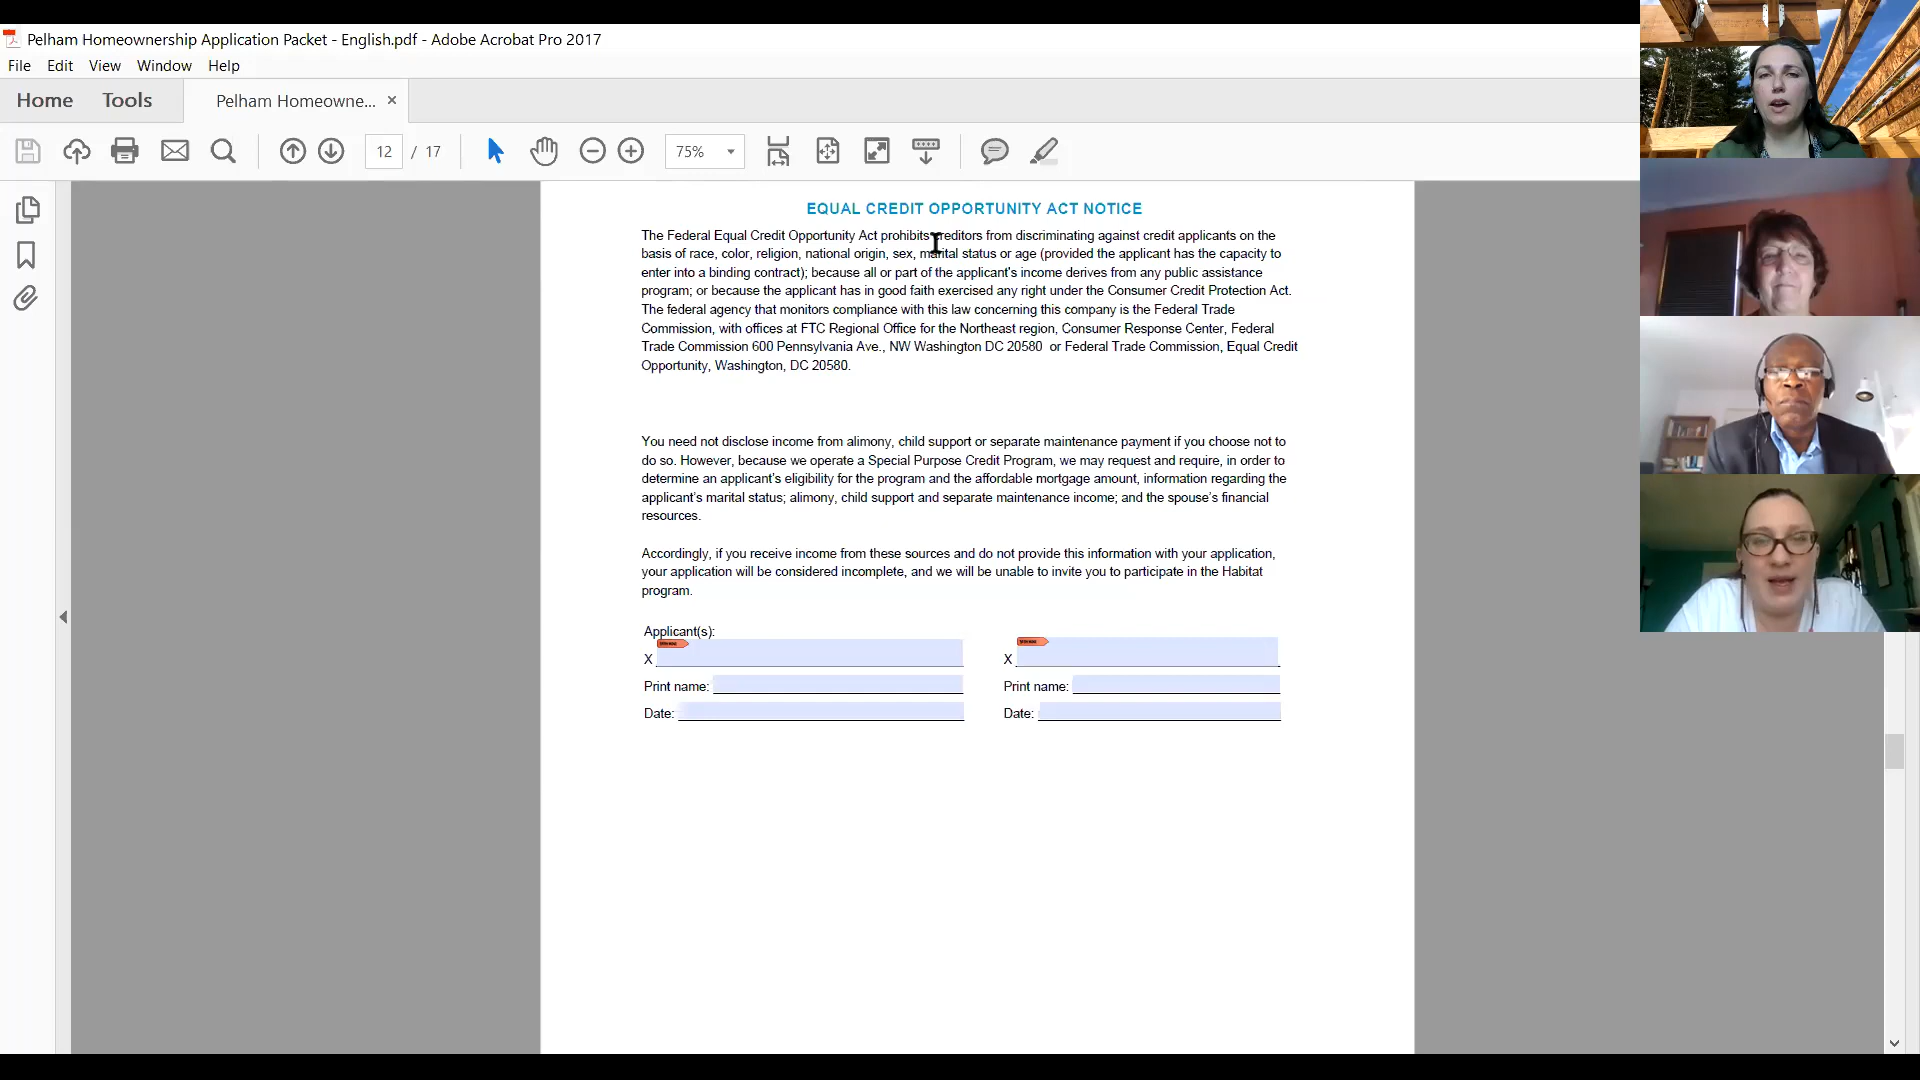 Pelham Homeownership Application Packet - English.pdf - Adobe Acrobat Pro 2017
File Edit View Window Help
Home Tools Pelham Homeowne... ×
12 / 17 75%
EQUAL CREDIT OPPORTUNITY ACT NOTICE
The Federal Equal Credit Opportunity Act prohibits creditors from discriminating against credit applicants on the
basis of race, color, religion, national origin, sex, marital status or age (provided the applicant has the capacity to
enter into a binding contract); because all or part of the applicant's income derives from any public assistance
program; or because the applicant has in good faith exercised any right under the Consumer Credit Protection Act.
The federal agency that monitors compliance with this law concerning this company is the Federal Trade
Commission, with offices at FTC Regional Office for the Northeast region, Consumer Response Center, Federal
Trade Commission 600 Pennsylvania Ave., NW Washington DC 20580 or Federal Trade Commission, Equal Credit
Opportunity, Washington, DC 20580.
You need not disclose income from alimony, child support or separate maintenance payment if you choose not to
do so. However, because we operate a Special Purpose Credit Program, we may request and require, in order to
determine an applicant's eligibility for the program and the affordable mortgage amount, information regarding the
applicant's marital status; alimony, child support and separate maintenance income; and the spouse's financial
resources.
Accordingly, if you receive income from these sources and do not provide this information with your application,
your application will be considered incomplete, and we will be unable to invite you to participate in the Habitat
program.
Applicant(s):
X X
Print name: Print name:
Date: Date: